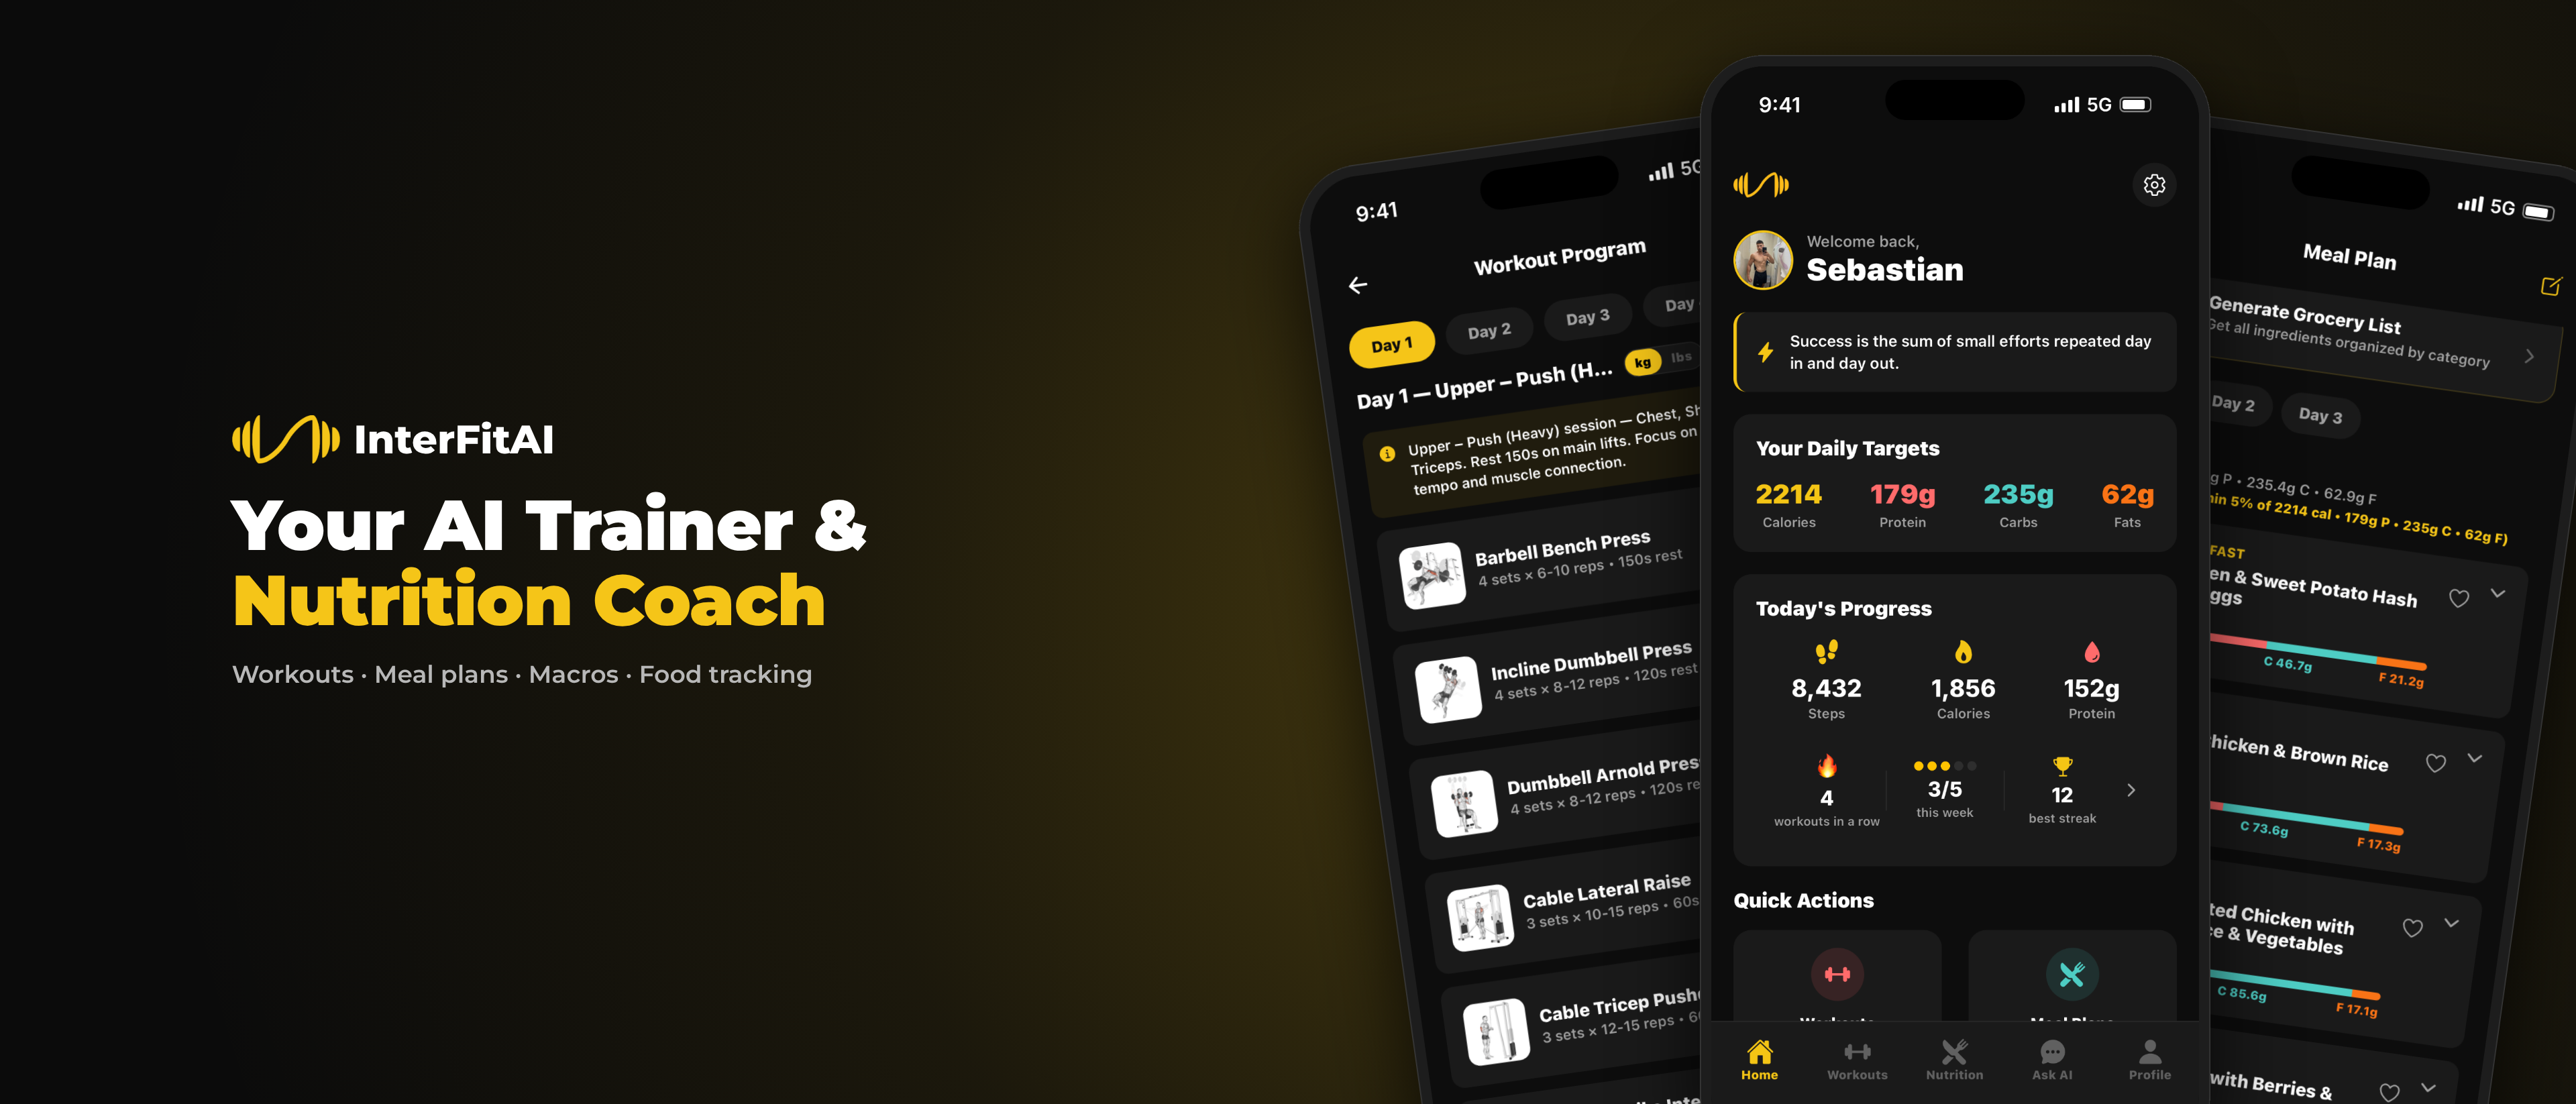 InterFitAI
Your AI Trainer &
Nutrition Coach
Workouts · Meal plans · Macros · Food tracking
9:41
5G
Workout Program
Day 1
Day 2
Day 3
Day
Day 1 — Upper – Push (H...
kg
lbs
Upper – Push (Heavy) session — Chest,
Triceps. Rest 150s on main lifts. Focus on
tempo and muscle connection.
Barbell Bench Press
4 sets × 6-10 reps • 150s rest
Incline Dumbbell Press
4 sets × 8-12 reps • 120s rest
Dumbbell Arnold Press
4 sets × 8-12 reps • 120s
Cable Lateral Raise
3 sets × 10-15 reps • 60s
Cable Tricep
3 sets × 12-15 reps •
9:41
5G
Welcome back,
Sebastian
Success is the sum of small efforts repeated day
in and day out.
Your Daily Targets
2214
179g
235g
62g
Calories
Protein
Carbs
Fats
Today's Progress
8,432
1,856
152g
Steps
Calories
Protein
4
3/5
12
workouts in a row
this week
best streak
Quick Actions
Home
Workouts
Nutrition
Ask AI
Profile
5G
Meal Plan
Generate Grocery List
Get all ingredients organized by category
Day 2
Day 3
g P • 235.4g C • 62.9g F
5% of 2214 cal • 179g P • 235g C • 62g F)
& Sweet Potato Hash
C 46.7g
F 21.2g
Chicken & Brown Rice
C 73.6g
F 17.3g
Chicken with
& Vegetables
C 85.6g
F 17.1g
with Berries &